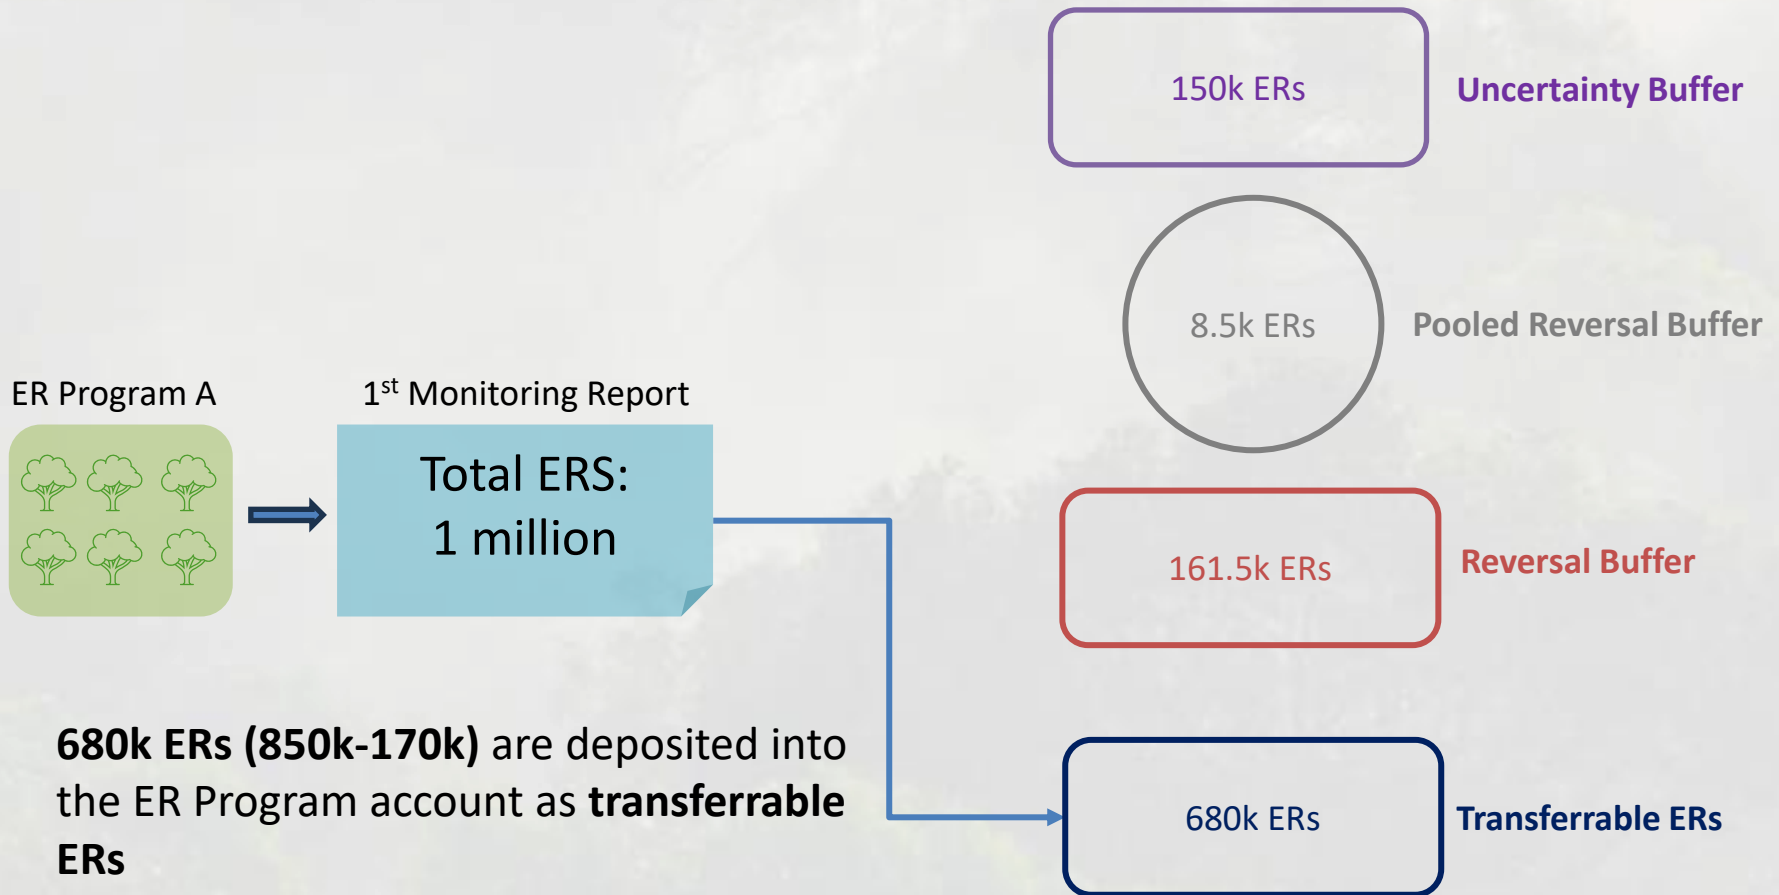 150k ERs
Uncertainty Buffer
8.5k ERs
Pooled Reversal Buffer
ER Program A
1st Monitoring Report
Total ERS:
1 million
161.5k ERs
Reversal Buffer
680k ERs (850k-170k) are deposited into
the ER Program account as transferrable
ERs
680k ERs
Transferrable ERs